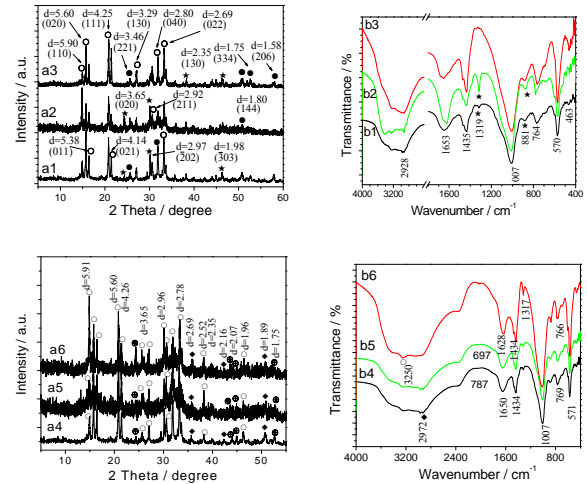 d=5.60 d=4.25 d=3.29 d=2.80 d=2.69
(020) (111) (130) (040) (022)
d=5.90 d=3.46 d=2.35 d=1.75 d=1.58
(110) (221) (130) (334) (206)
a3
d=3.65 d=2.92 d=1.80
(020) (211) (144)
a2
d=5.38 d=4.14 d=2.97 d=1.98
(011) (021) (202) (303)
a1
0 10 20 30 40 50 60
2 Theta / degree
Intensity / a.u.
b3
b2
b1
2928 1653 1435 1319 007 881 764 570 463
4000 3200 1600 1200 800 400
Wavenumber / cm-1
Transmittance / %
d=5.91 d=5.60 d=4.26 d=3.65 d=2.96 d=2.78 d=2.69 d=2.52 d=2.35 d=2.16 d=2.07 d=1.96 d=1.89 d=1.75
a6
a5
a4
10 20 30 40 50
2 Theta / degree
Intensity / a.u.
b6
b5
b4
3250 1628 1434 1317 766
697
787
2972 1650 1434 1007 769 571
4000 3200 2400 1600 800
Wavenumber / cm-1
Transmittance / %